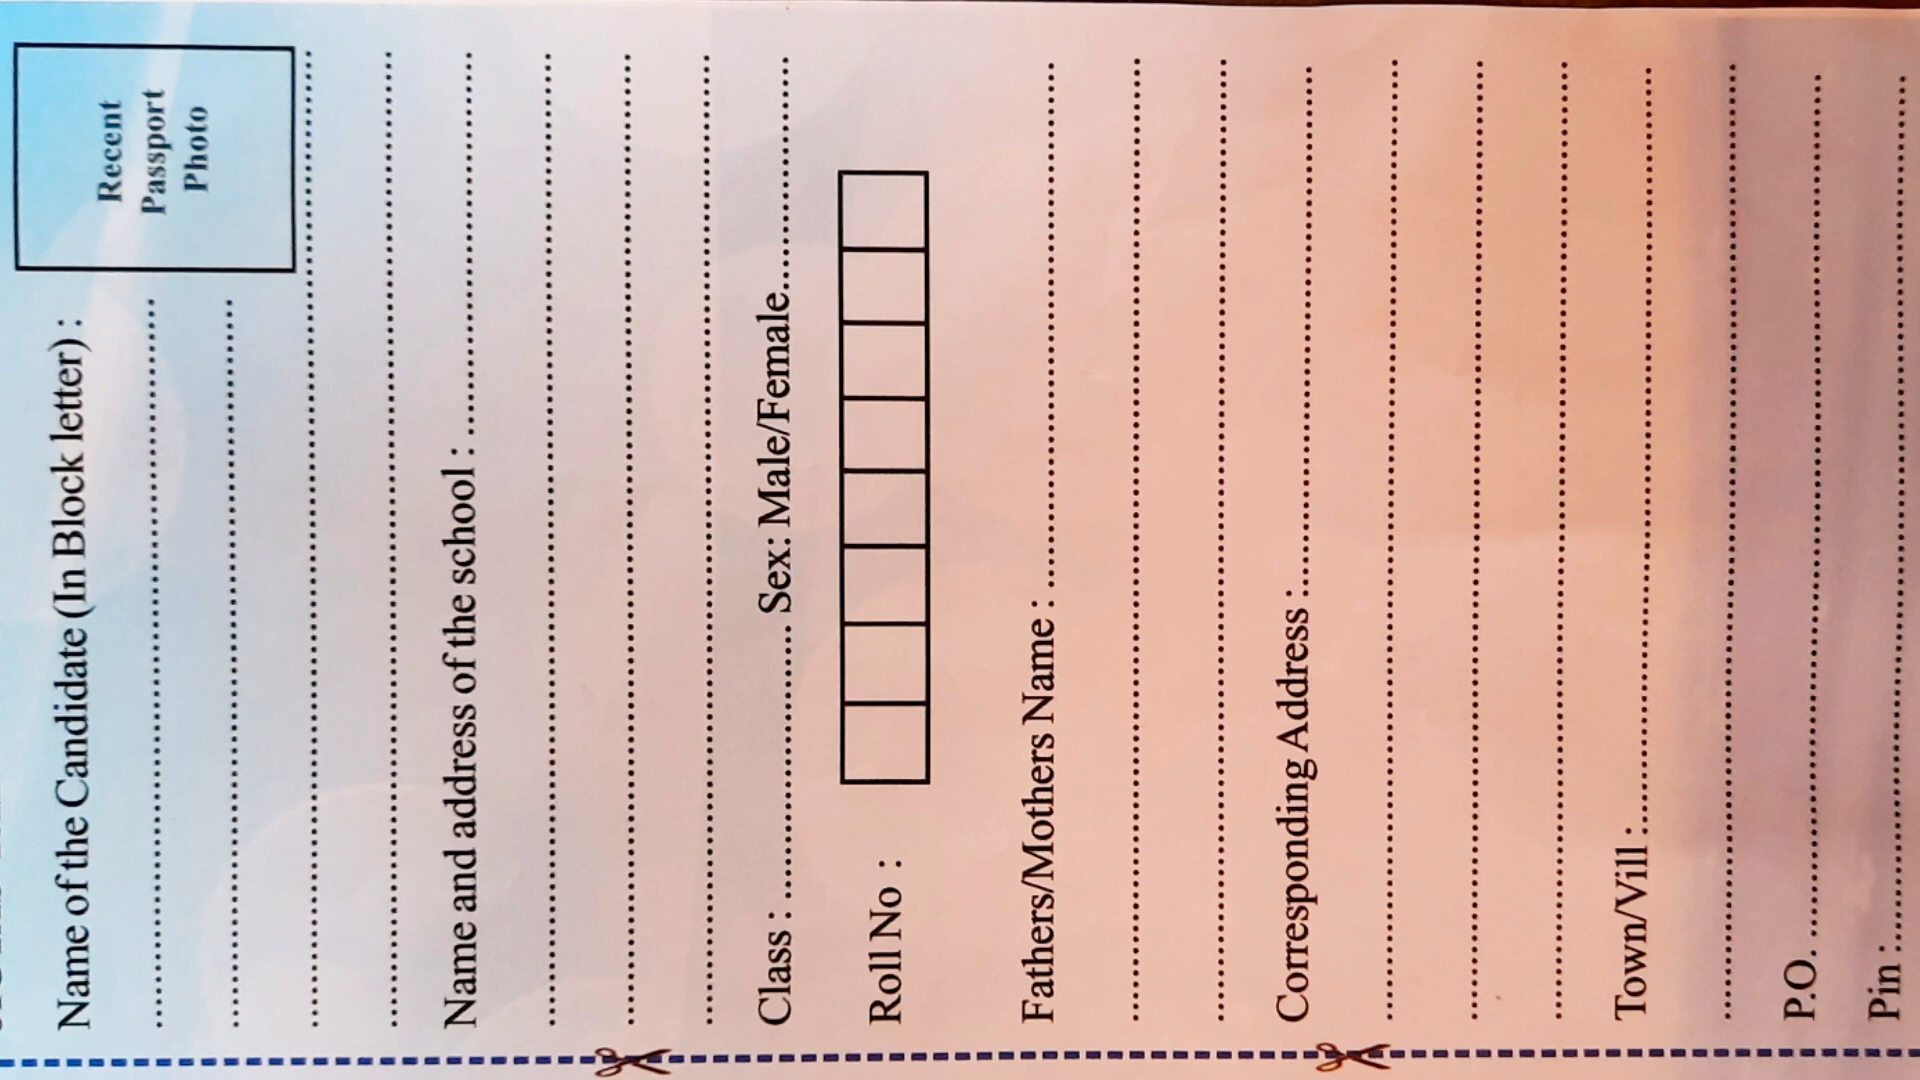 Recent
Passport
Photo
Name of the Candidate (In Block letter) :
Name and address of the school :
Class : Sex: Male/Female
Roll No :
Fathers/Mothers Name :
Corresponding Address :
Town/Vill :
P.O.
Pin :